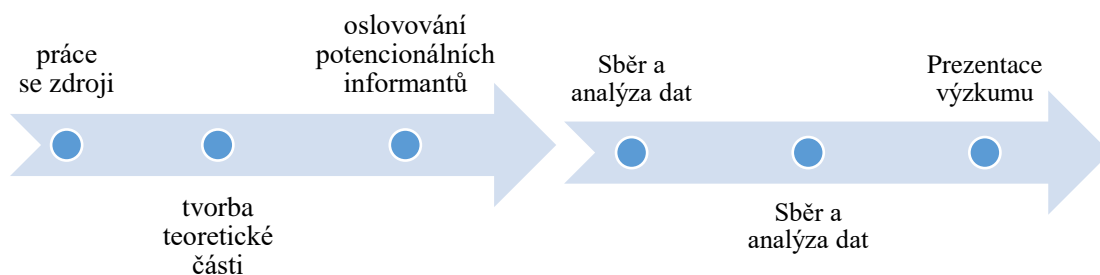 práce
se zdroji
tvorba
teoretické
části
oslovování
potencionálních
informantů
Sběr a
analýza dat
Sběr a
analýza dat
Prezentace
výzkumu